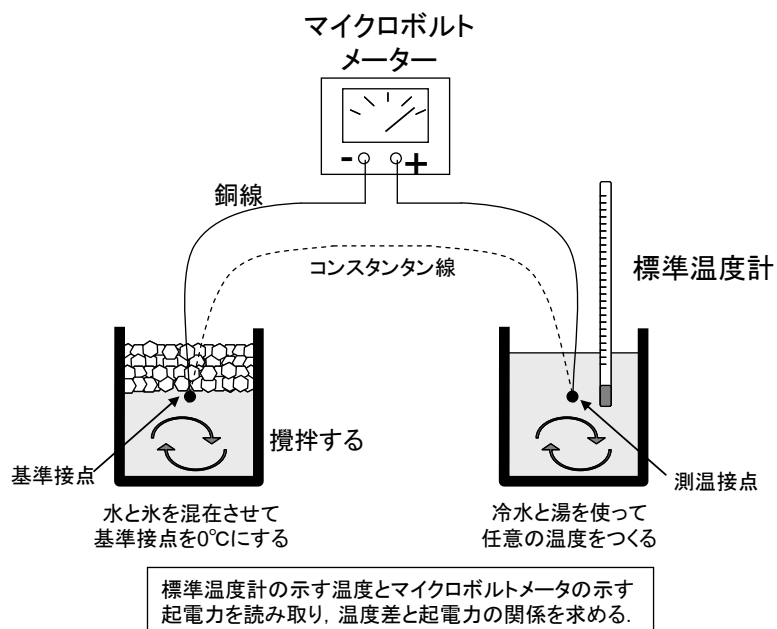 マイクロボルト
メーター
- +
銅線
コンスタンタン線
標準温度計
攪拌する
基準接点
測温接点
水と氷を混在させて
基準接点を0℃にする
冷水と湯を使って
任意の温度をつくる
標準温度計の示す温度とマイクロボルトメータの示す
起電力を読み取り, 温度差と起電力の関係を求める.